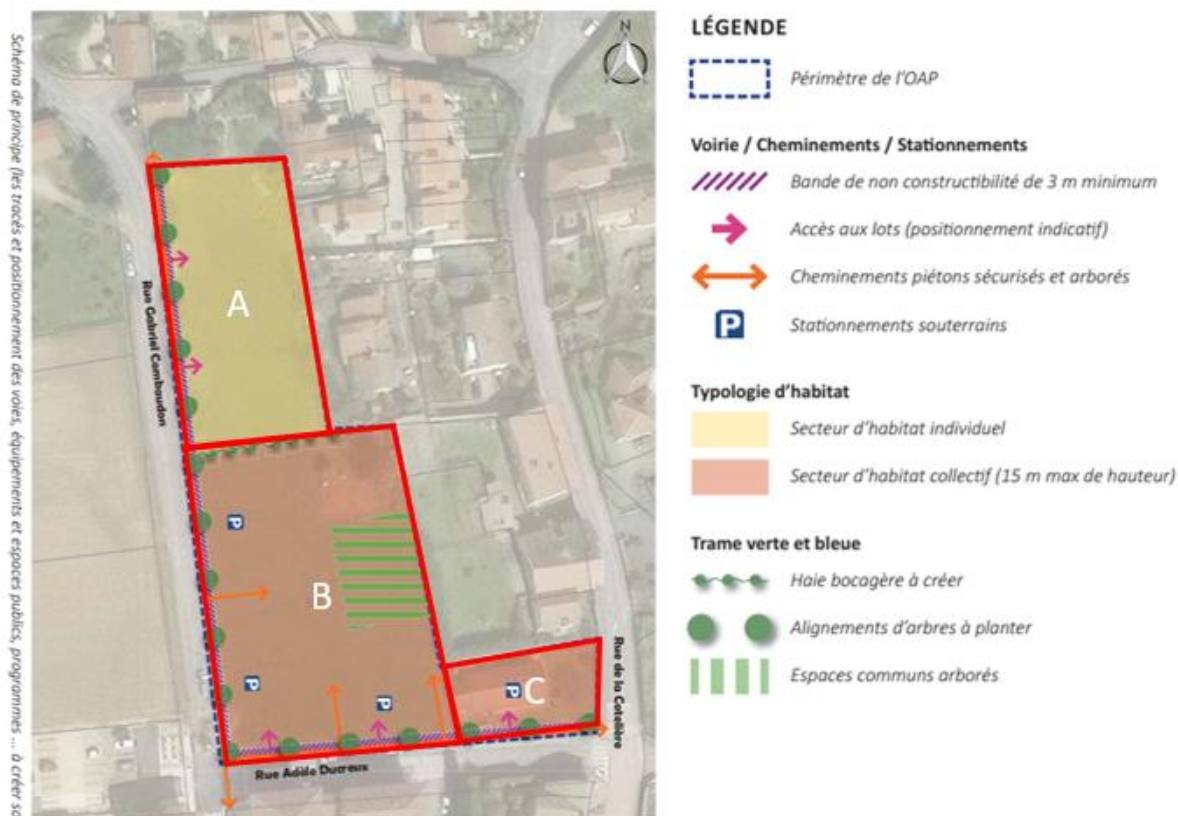 Schéma de principe (les tracés et positionnement des voies, équipements et espaces publics, programmes ... à créer so
N
A
B
C
P
P
P
P
Rue Gabriel Combaudon
Rue Adèle Ducreux
Rue de la Cotelière
LÉGENDE
Périmètre de l'OAP
Voirie / Cheminements / Stationnements
Bande de non constructibilité de 3 m minimum
Accès aux lots (positionnement indicatif)
Cheminements piétons sécurisés et arborés
P
Stationnements souterrains
Typologie d'habitat
Secteur d'habitat individuel
Secteur d'habitat collectif (15 m max de hauteur)
Trame verte et bleue
Haie bocagère à créer
Alignements d'arbres à planter
Espaces communs arborés